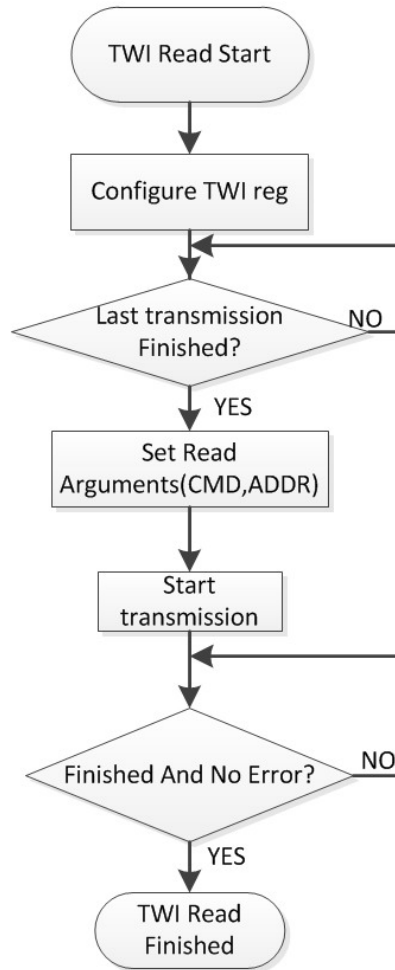 TWI Read Start
Configure TWI reg
Last transmission
Finished?
NO
YES
Set Read
Arguments(CMD,ADDR)
Start
transmission
Finished And No Error?
NO
YES
TWI Read
Finished